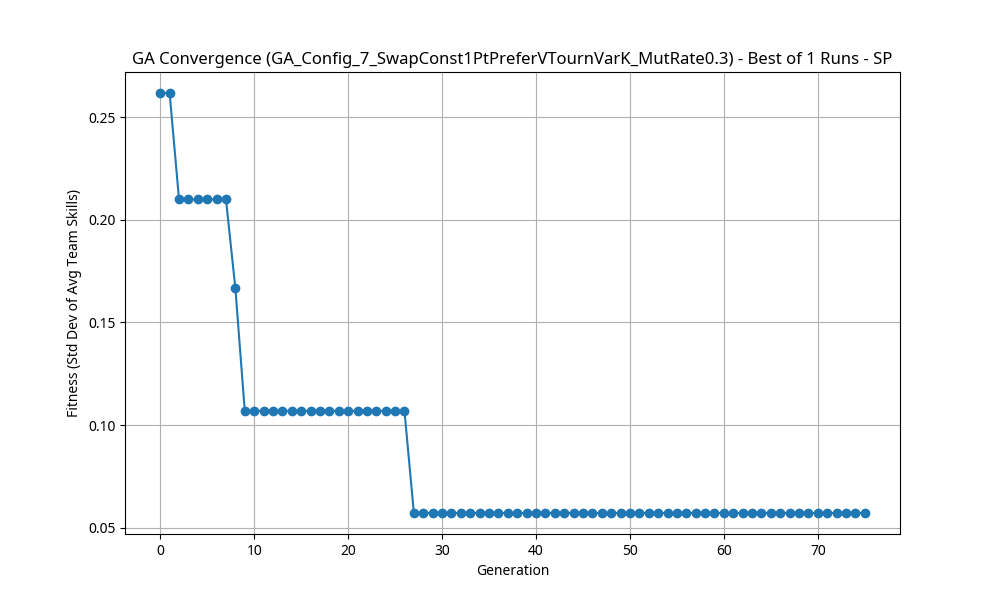 GA Convergence (GA_Config_7_SwapConst1PtPreferVTournVarK_MutRate0.3) - Best of 1 Runs - SP
Fitness (Std Dev of Avg Team Skills)
0.25
0.20
0.15
0.10
0.05
0 10 20 30 40 50 60 70
Generation